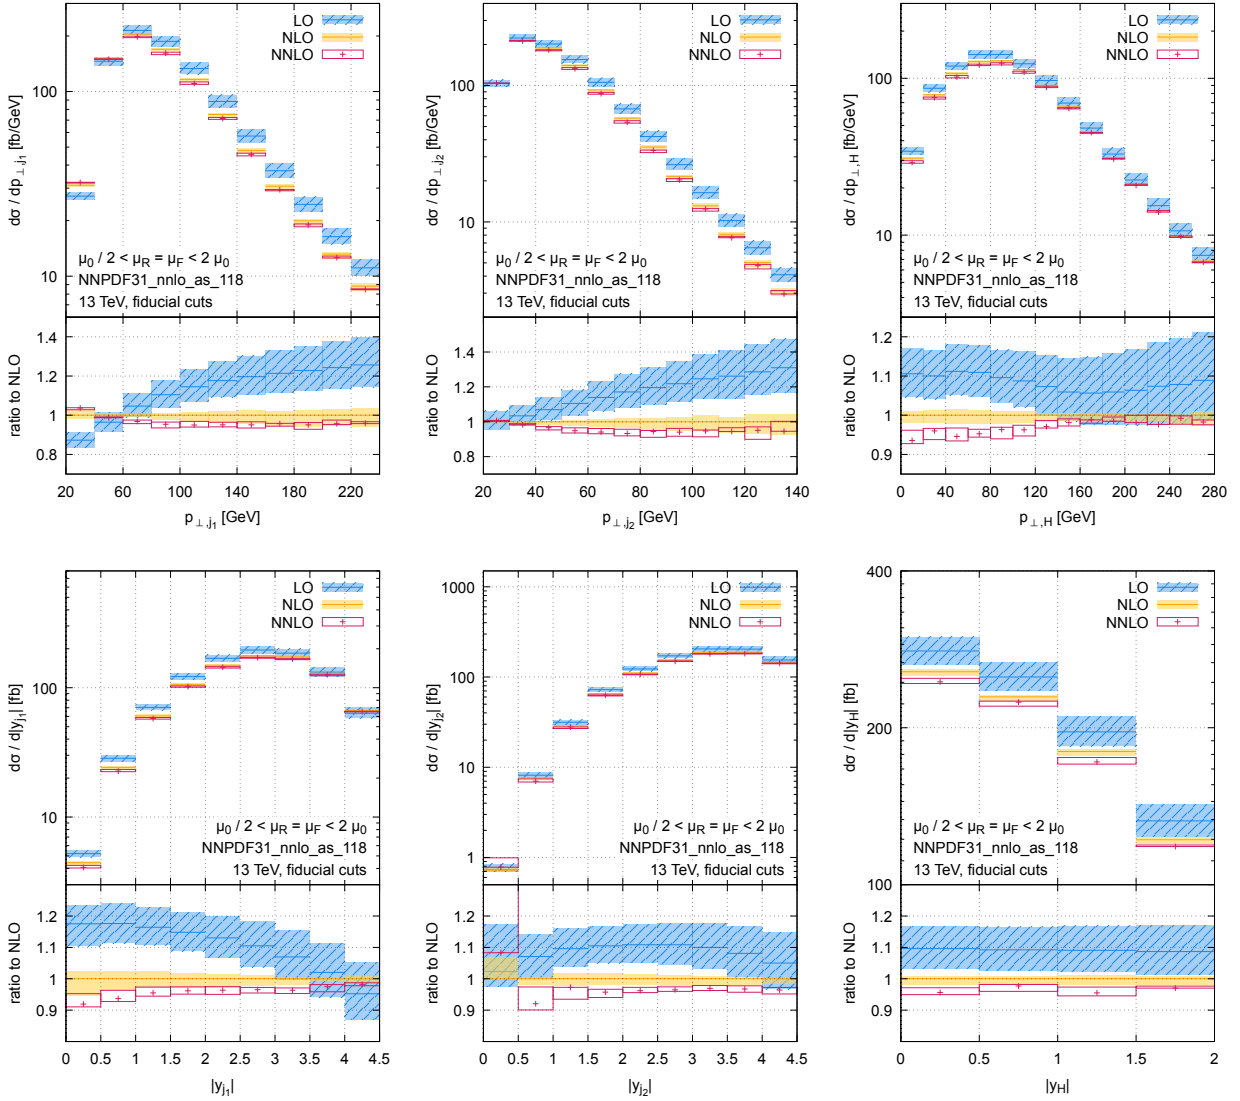 LO
NLO
NNLO
100
10
dσ / dp⊥,j1 [fb/GeV]
μ0 / 2 < μR = μF < 2 μ0
NNPDF31_nnlo_as_118
13 TeV, fiducial cuts
1.4
1.2
1
0.8
ratio to NLO
20 60 100 140 180 220
p⊥,j1 [GeV]
LO
NLO
NNLO
100
10
dσ / dp⊥,j2 [fb/GeV]
μ0 / 2 < μR = μF < 2 μ0
NNPDF31_nnlo_as_118
13 TeV, fiducial cuts
1.4
1.2
1
0.8
ratio to NLO
20 40 60 80 100 120 140
p⊥,j2 [GeV]
LO
NLO
NNLO
100
10
dσ / dp⊥,H [fb/GeV]
μ0 / 2 < μR = μF < 2 μ0
NNPDF31_nnlo_as_118
13 TeV, fiducial cuts
1.2
1.1
1
0.9
ratio to NLO
0 40 80 120 160 200 240 280
p⊥,H [GeV]
LO
NLO
NNLO
100
10
dσ / d|yj1| [fb]
μ0 / 2 < μR = μF < 2 μ0
NNPDF31_nnlo_as_118
13 TeV, fiducial cuts
1.2
1.1
1
0.9
ratio to NLO
0 0.5 1 1.5 2 2.5 3 3.5 4 4.5
|yj1|
LO
NLO
NNLO
1000
100
10
1
dσ / d|yj2| [fb]
μ0 / 2 < μR = μF < 2 μ0
NNPDF31_nnlo_as_118
13 TeV, fiducial cuts
1.2
1.1
1
0.9
ratio to NLO
0 0.5 1 1.5 2 2.5 3 3.5 4 4.5
|yj2|
LO
NLO
NNLO
400
200
100
dσ / d|yH| [fb]
μ0 / 2 < μR = μF < 2 μ0
NNPDF31_nnlo_as_118
13 TeV, fiducial cuts
1.2
1.1
1
0.9
ratio to NLO
0 0.5 1 1.5 2
|yH|